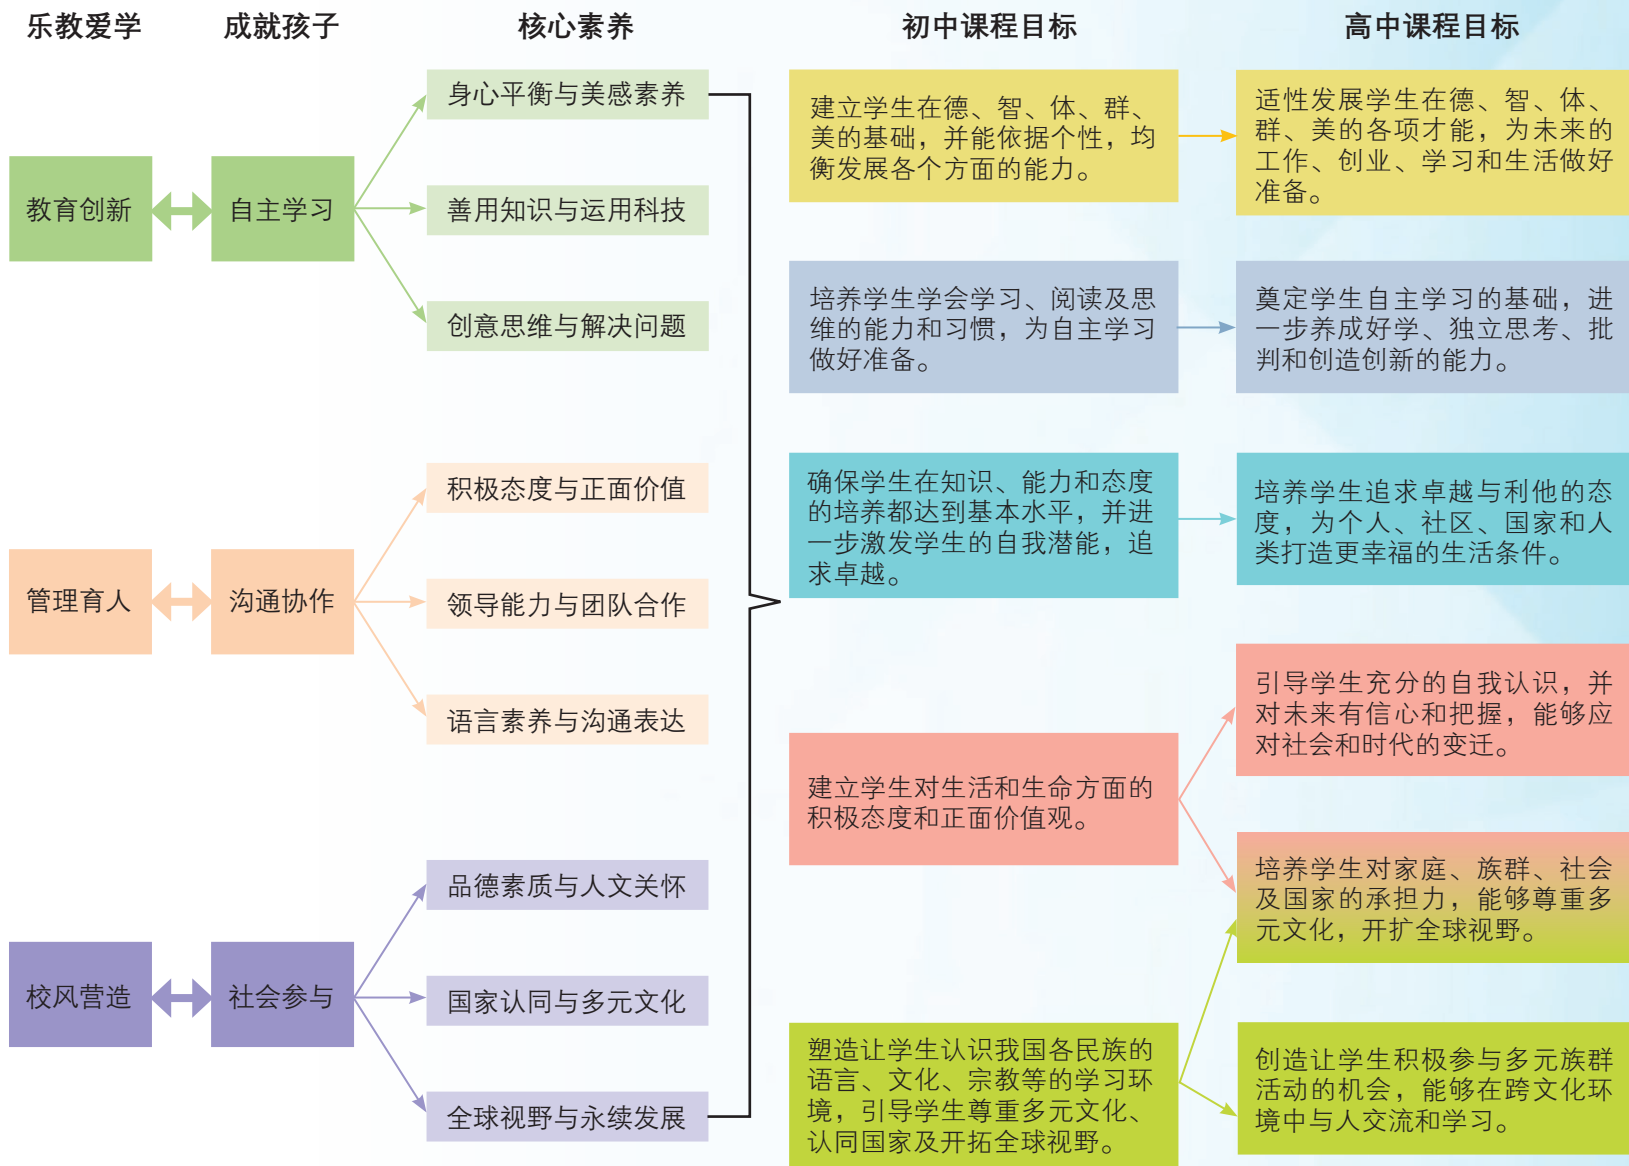 乐教爱学
成就孩子
核心素养
初中课程目标
高中课程目标
教育创新
自主学习
身心平衡与美感素养
善用知识与运用科技
创意思维与解决问题
管理育人
沟通协作
积极态度与正面价值
领导能力与团队合作
语言素养与沟通表达
校风营造
社会参与
品德素质与人文关怀
国家认同与多元文化
全球视野与永续发展
建立学生在德、智、体、群、
美的基础，并能依据个性，均
衡发展各个方面的能力。
适性发展学生在德、智、体、
群、美的各项才能，为未来的
工作、创业、学习和生活做好
准备。
培养学生学会学习、阅读及思
维的能力和习惯，为自主学习
做好准备。
奠定学生自主学习的基础，进
一步养成好学、独立思考、批
判和创造创新的能力。
确保学生在知识、能力和态度
的培养都达到基本水平，并进
一步激发学生的自我潜能，追
求卓越。
培养学生追求卓越与利他的态
度，为个人、社区、国家和人
类打造更幸福的生活条件。
建立学生对生活和生命方面的
积极态度和正面价值观。
引导学生充分的自我认识，并
对未来有信心和把握，能够应
对社会和时代的变迁。
培养学生对家庭、族群、社会
及国家的承担力，能够尊重多
元文化，开扩全球视野。
塑造让学生认识我国各民族的
语言、文化、宗教等的学习环
境，引导学生尊重多元文化、
认同国家及开拓全球视野。
创造让学生积极参与多元族群
活动的机会，能够在跨文化环
境中与人交流和学习。